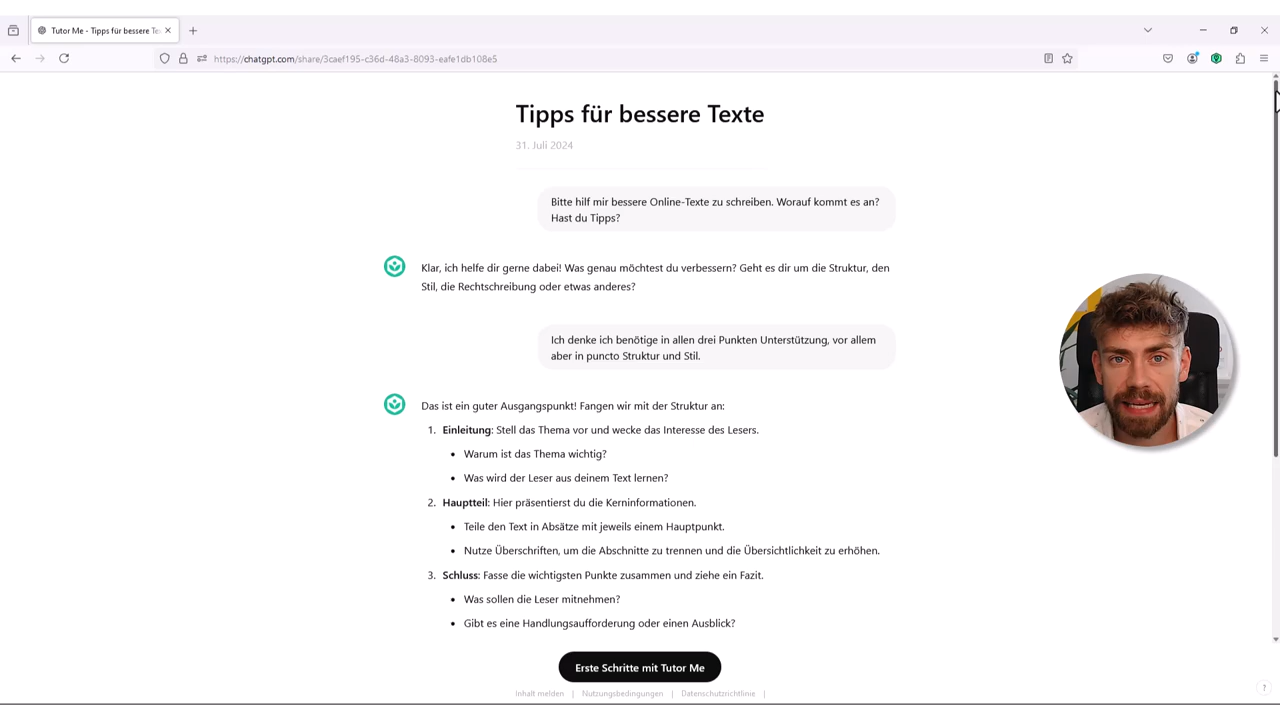 Tutor Me - Tipps für bessere Te
https://chatgpt.com/share/3caef195-c36d-48a3-8093-eafe1db108e5
Tipps für bessere Texte
31. Juli 2024
Bitte hilf mir bessere Online-Texte zu schreiben. Worauf kommt es an?
Hast du Tipps?
Klar, ich helfe dir gerne dabei! Was genau möchtest du verbessern? Geht es dir um die Struktur, den
Stil, die Rechtschreibung oder etwas anderes?
Ich denke ich benötige in allen drei Punkten Unterstützung, vor allem
aber in puncto Struktur und Stil.
Das ist ein guter Ausgangspunkt! Fangen wir mit der Struktur an:
1. Einleitung: Stell das Thema vor und wecke das Interesse des Lesers.
• Warum ist das Thema wichtig?
• Was wird der Leser aus deinem Text lernen?
2. Hauptteil: Hier präsentierst du die Kerninformationen.
• Teile den Text in Absätze mit jeweils einem Hauptpunkt.
• Nutze Überschriften, um die Abschnitte zu trennen und die Übersichtlichkeit zu erhöhen.
3. Schluss: Fasse die wichtigsten Punkte zusammen und ziehe ein Fazit.
• Was sollen die Leser mitnehmen?
• Gibt es eine Handlungsaufforderung oder einen Ausblick?
Erste Schritte mit Tutor Me
Inhalt melden | Nutzungsbedingungen | Datenschutzrichtlinie |
?